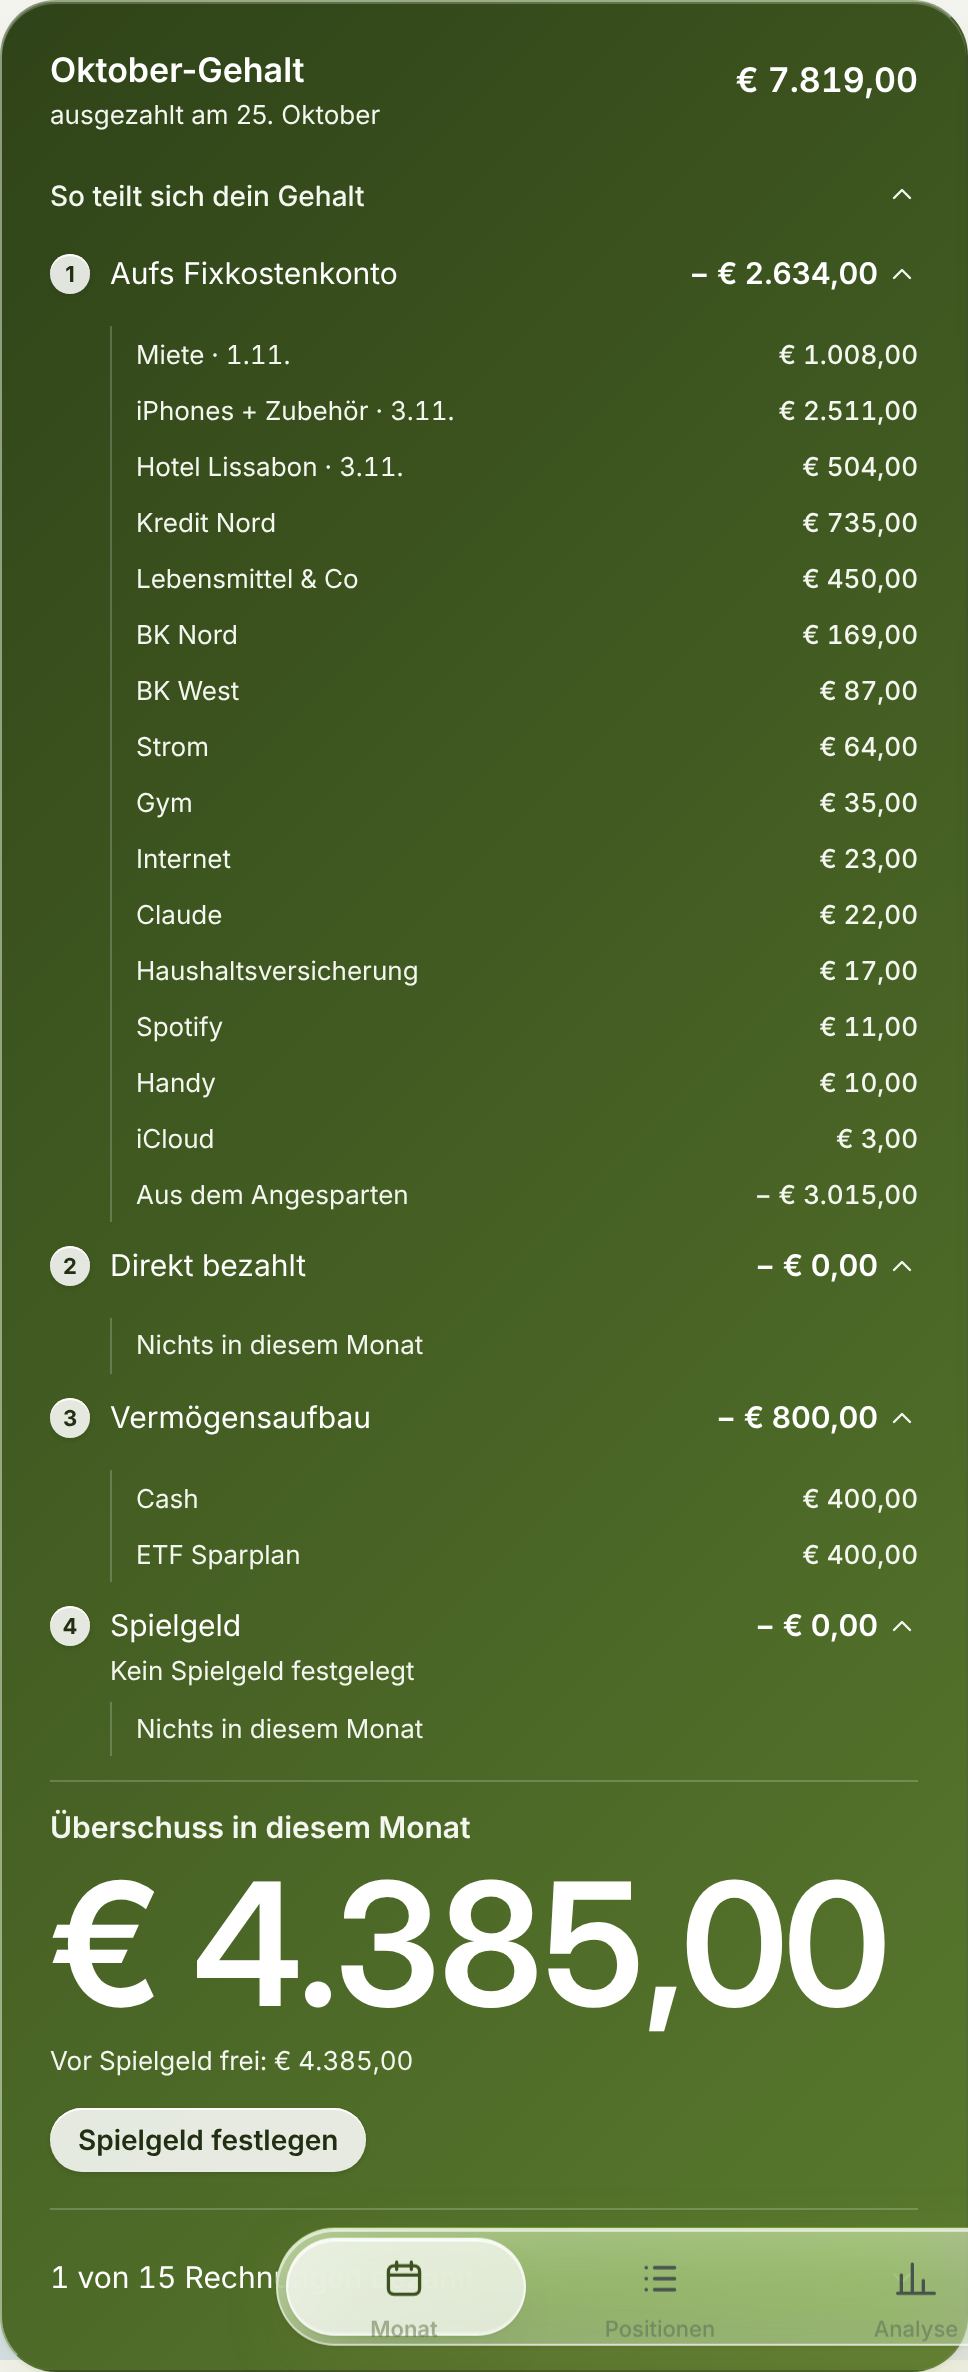 Oktober-Gehalt
€ 7.819,00
ausgezahlt am 25. Oktober
So teilt sich dein Gehalt
1 Aufs Fixkostenkonto – € 2.634,00
Miete · 1.11. € 1.008,00
iPhones + Zubehör · 3.11. € 2.511,00
Hotel Lissabon · 3.11. € 504,00
Kredit Nord € 735,00
Lebensmittel & Co € 450,00
BK Nord € 169,00
BK West € 87,00
Strom € 64,00
Gym € 35,00
Internet € 23,00
Claude € 22,00
Haushaltsversicherung € 17,00
Spotify € 11,00
Handy € 10,00
iCloud € 3,00
Aus dem Angesparten – € 3.015,00
2 Direkt bezahlt – € 0,00
Nichts in diesem Monat
3 Vermögensaufbau – € 800,00
Cash € 400,00
ETF Sparplan € 400,00
4 Spielgeld – € 0,00
Kein Spielgeld festgelegt
Nichts in diesem Monat
Überschuss in diesem Monat
€ 4.385,00
Vor Spielgeld frei: € 4.385,00
Spielgeld festlegen
1 von 15
Monat Positionen Analyse